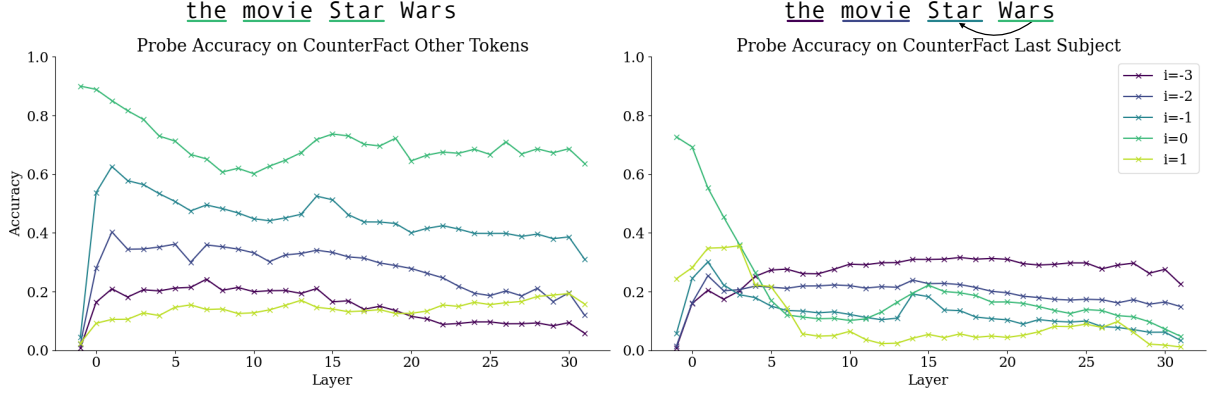 the movie Star Wars
Probe Accuracy on CounterFact Other Tokens
1.0
0.8
0.6
0.4
0.2
0.0
Accuracy
0 5 10 15 20 25 30
Layer
the movie Star Wars
Probe Accuracy on CounterFact Last Subject
1.0
0.8
0.6
0.4
0.2
0.0
i=-3
i=-2
i=-1
i=0
i=1
0 5 10 15 20 25 30
Layer